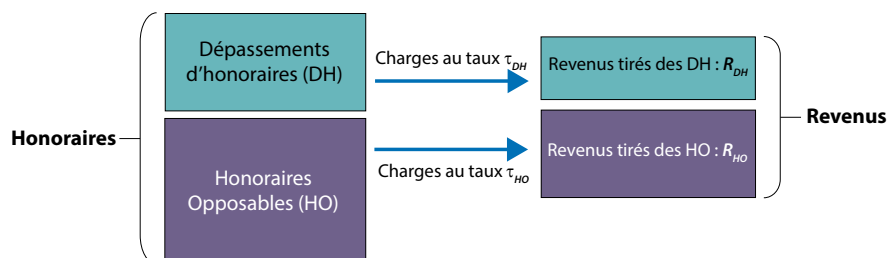 Honoraires
Dépassements
d'honoraires (DH)
Honoraires
Opposables (HO)
Charges au taux τDH
Charges au taux τHO
Revenus tirés des DH : RDH
Revenus tirés des HO : RHO
Revenus